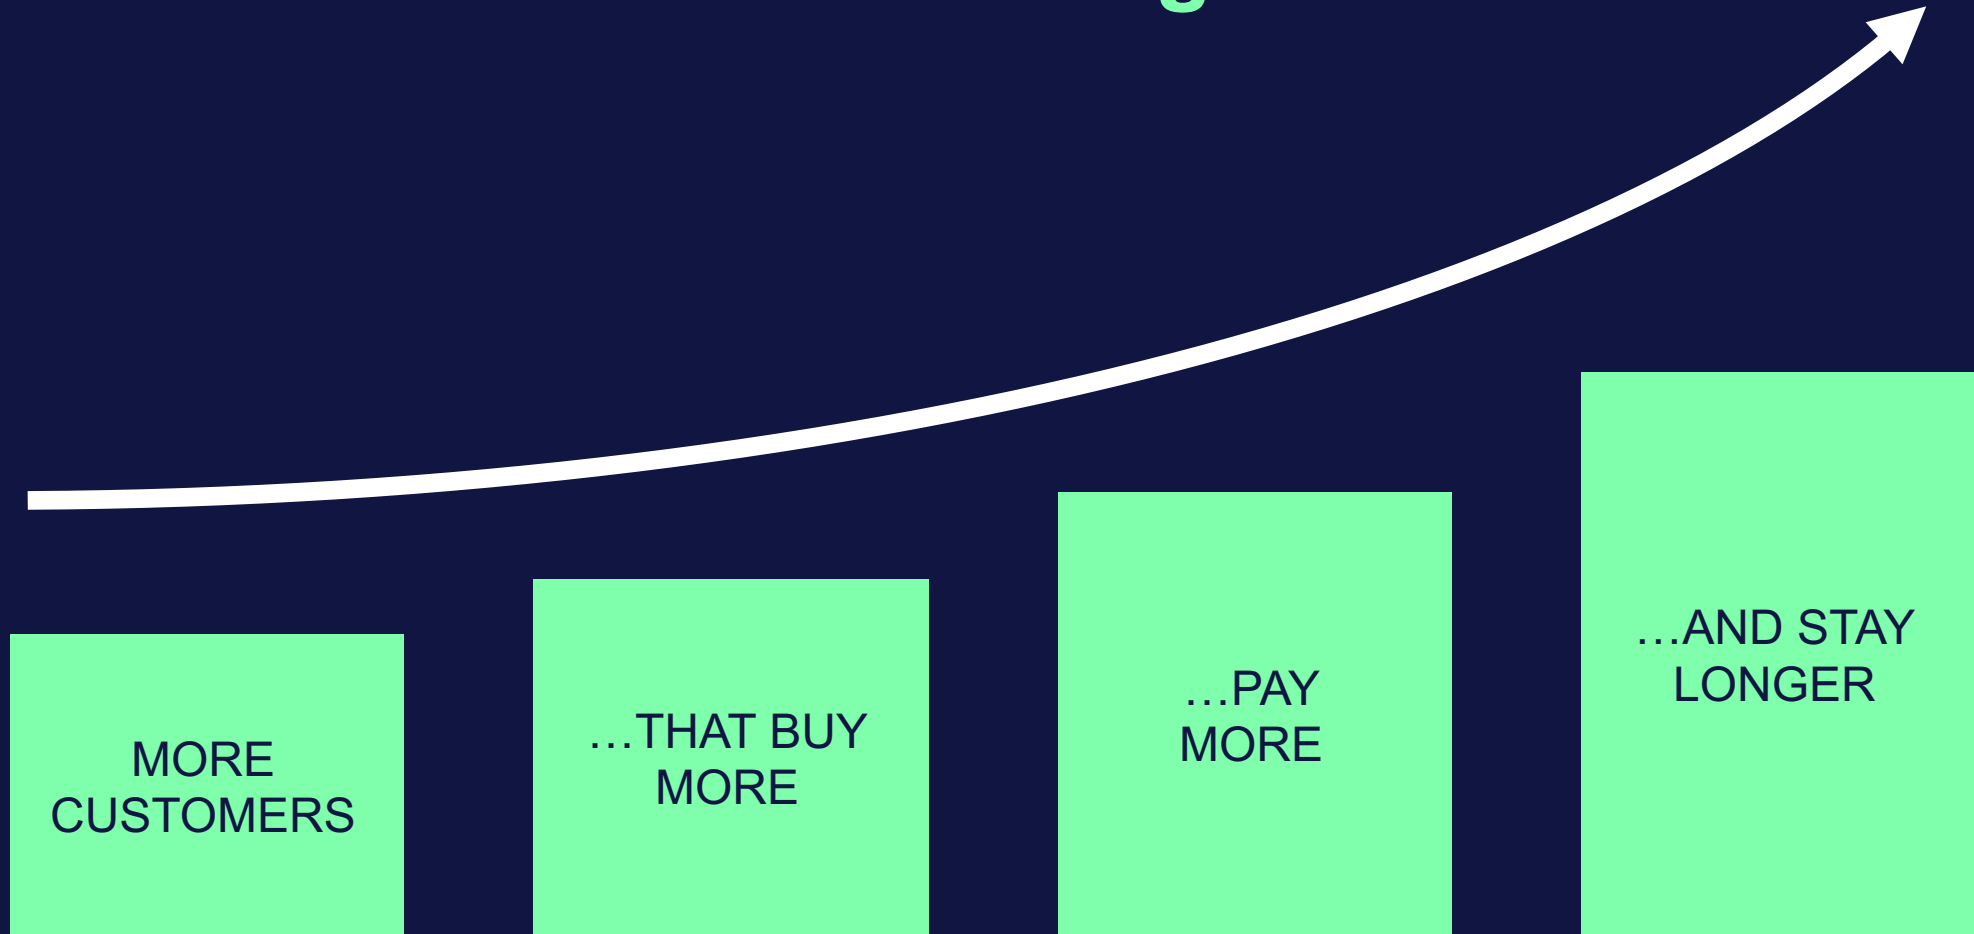 MORE
CUSTOMERS
…THAT BUY
MORE
…PAY
MORE
…AND STAY
LONGER